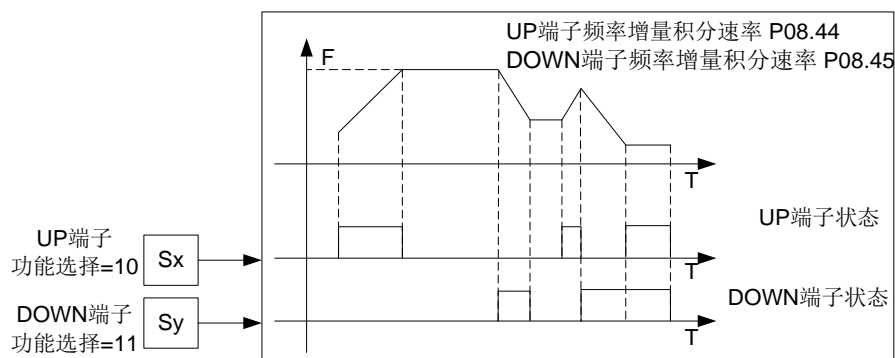 UP端子频率增量积分速率 P08.44
DOWN端子频率增量积分速率 P08.45
F
T
UP端子状态
UP端子
功能选择=10
Sx
T
DOWN端子状态
DOWN端子
功能选择=11
Sy
T